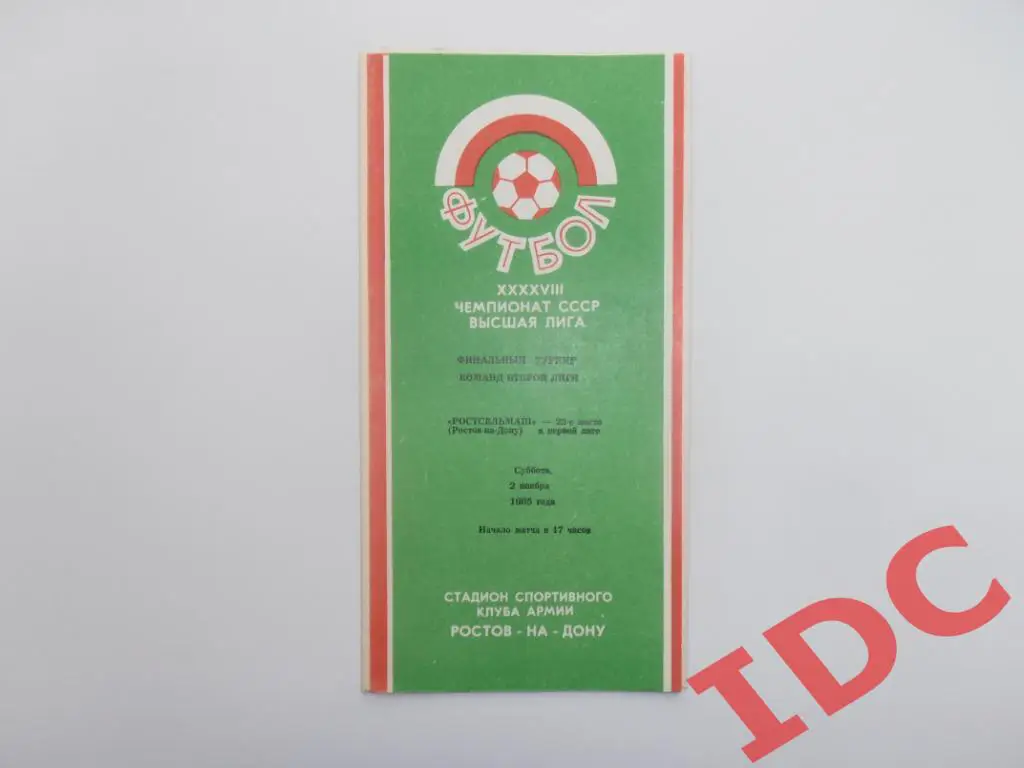 ФУТБОЛ
XXXXVIII
ЧЕМПИОНАТ СССР
ВЫСШАЯ ЛИГА
ФИНАЛЬНЫЙ ТУРНИР
КОМАНД ВТОРОЙ ЛИГИ
«РОСТСЕЛЬМАШ» — 22-е место
(Ростов-на-Дону) в первой лиге
Суббота,
2 ноября
1985 года
Начало матча в 17 часов
СТАДИОН СПОРТИВНОГО
КЛУБА АРМИИ
РОСТОВ - НА - ДОНУ
IDC